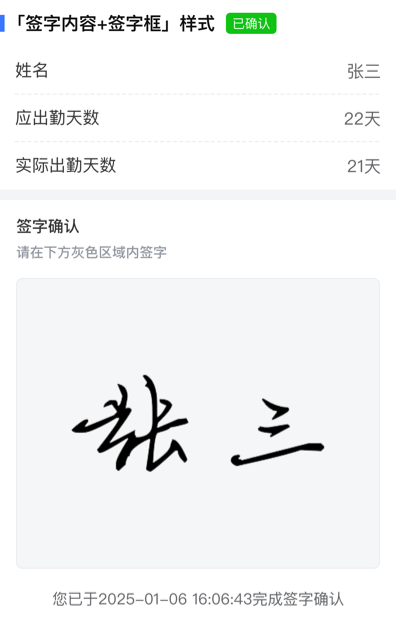 「签字内容+签字框」样式 已确认
姓名 张三
应出勤天数 22天
实际出勤天数 21天
签字确认
请在下方灰色区域内签字
张三
您已于2025-01-06 16:06:43完成签字确认